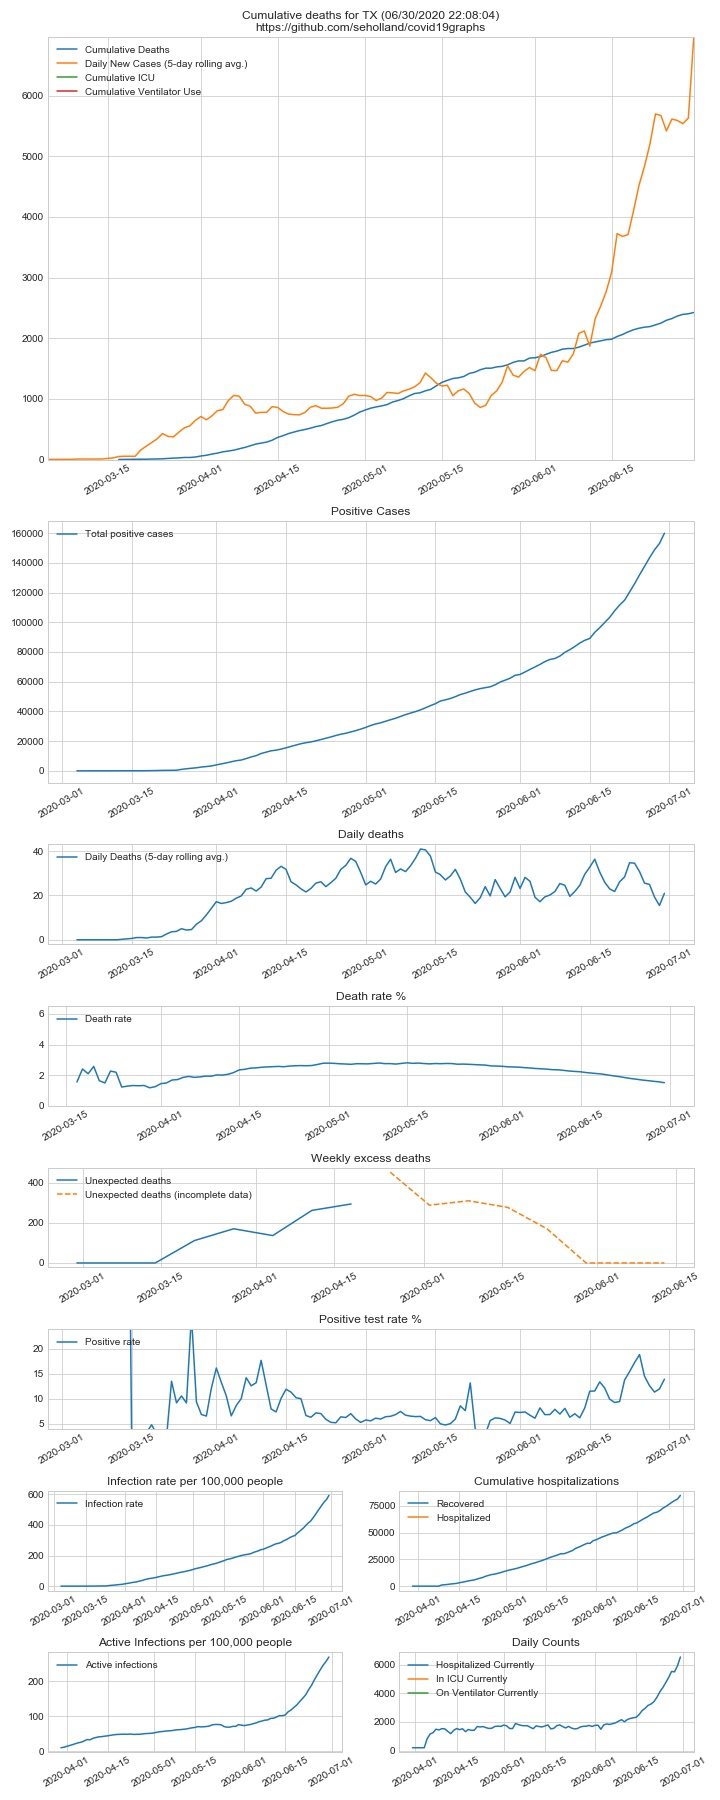 Cumulative deaths for TX (06/30/2020 22:08:04)
https://github.com/seholland/covid19graphs
Cumulative Deaths
Daily New Cases (5-day rolling avg.)
Cumulative ICU
Cumulative Ventilator Use
6000
5000
4000
3000
2000
1000
0
2020-03-15 2020-04-01 2020-04-15 2020-05-01 2020-05-15 2020-06-01 2020-06-15
Positive Cases
Total positive cases
160000
140000
120000
100000
80000
60000
40000
20000
0
2020-03-01 2020-03-15 2020-04-01 2020-04-15 2020-05-01 2020-05-15 2020-06-01 2020-06-15 2020-07-01
Daily deaths
Daily Deaths (5-day rolling avg.)
40
20
0
2020-03-01 2020-03-15 2020-04-01 2020-04-15 2020-05-01 2020-05-15 2020-06-01 2020-06-15 2020-07-01
Death rate %
Death rate
6
4
2
0
2020-03-15 2020-04-01 2020-04-15 2020-05-01 2020-05-15 2020-06-01 2020-06-15 2020-07-01
Weekly excess deaths
Unexpected deaths
Unexpected deaths (incomplete data)
400
200
0
2020-03-01 2020-03-15 2020-04-01 2020-04-15 2020-05-01 2020-05-15 2020-06-01 2020-06-15
Positive test rate %
Positive rate
20
15
10
5
2020-03-01 2020-03-15 2020-04-01 2020-04-15 2020-05-01 2020-05-15 2020-06-01 2020-06-15 2020-07-01
Infection rate per 100,000 people
Infection rate
600
400
200
0
2020-03-01 2020-03-15 2020-04-01 2020-04-15 2020-05-01 2020-05-15 2020-06-01 2020-06-15 2020-07-01
Cumulative hospitalizations
Recovered
Hospitalized
75000
50000
25000
0
2020-04-01 2020-04-15 2020-05-01 2020-05-15 2020-06-01 2020-06-15 2020-07-01
Active Infections per 100,000 people
Active infections
200
100
0
2020-04-01 2020-04-15 2020-05-01 2020-05-15 2020-06-01 2020-06-15 2020-07-01
Daily Counts
Hospitalized Currently
In ICU Currently
On Ventilator Currently
6000
4000
2000
0
2020-04-01 2020-04-15 2020-05-01 2020-05-15 2020-06-01 2020-06-15 2020-07-01